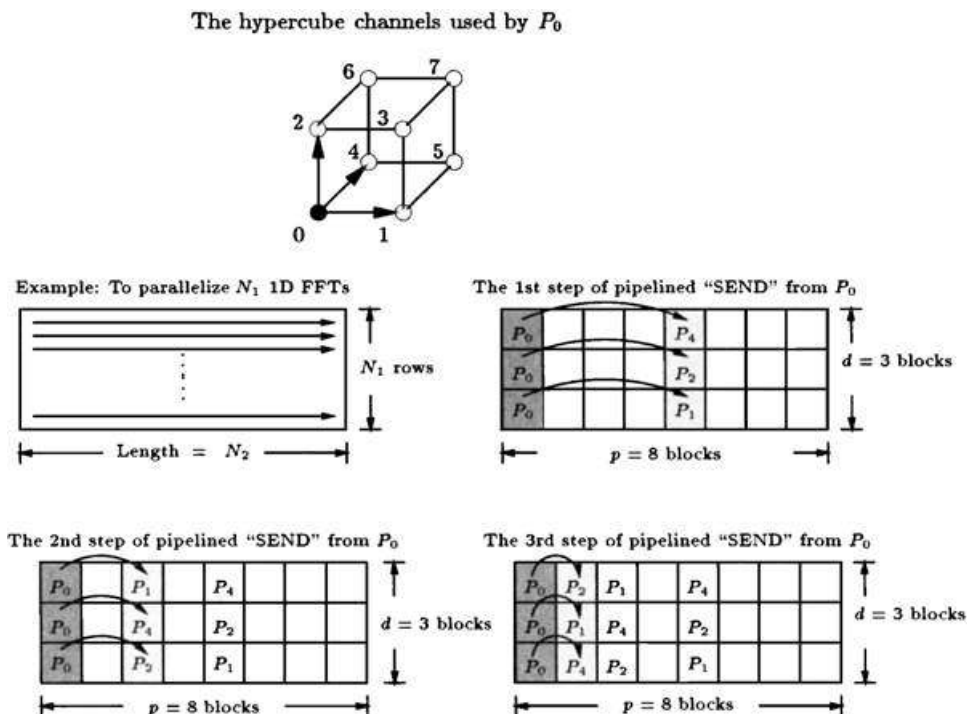 The hypercube channels used by P₀
6 7
2 3
4 5
0 1
Example: To parallelize N₁ 1D FFTs
N₁ rows
Length = N₂
The 1st step of pipelined “SEND” from P₀
P₀ P₄
P₀ P₂
P₀ P₁
d = 3 blocks
p = 8 blocks
The 2nd step of pipelined “SEND” from P₀
P₀ P₁ P₄
P₀ P₄ P₂
P₀ P₂ P₁
d = 3 blocks
p = 8 blocks
The 3rd step of pipelined “SEND” from P₀
P₀ P₂ P₁ P₄
P₀ P₁ P₄ P₂
P₀ P₄ P₂ P₁
d = 3 blocks
p = 8 blocks